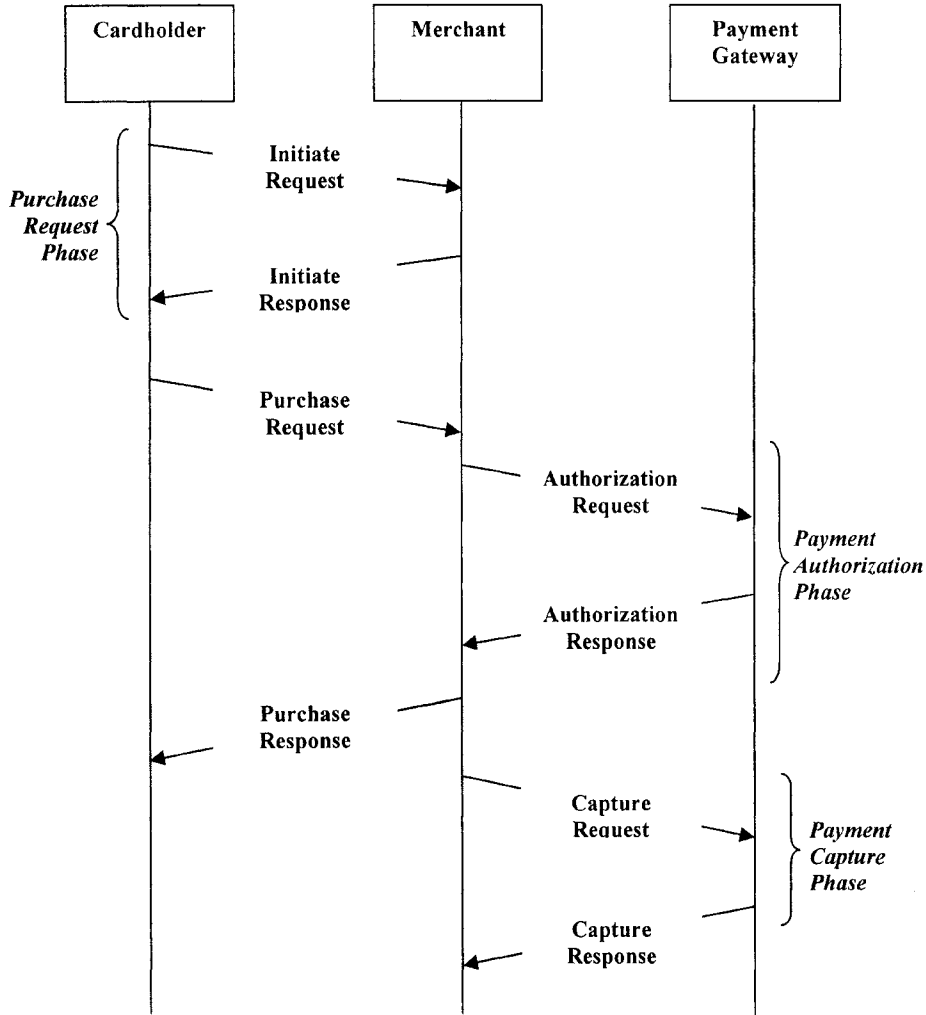 Cardholder
Merchant
Payment
Gateway
Initiate
Request
Purchase
Request
Phase
Initiate
Response
Purchase
Request
Authorization
Request
Payment
Authorization
Phase
Authorization
Response
Purchase
Response
Capture
Request
Payment
Capture
Phase
Capture
Response